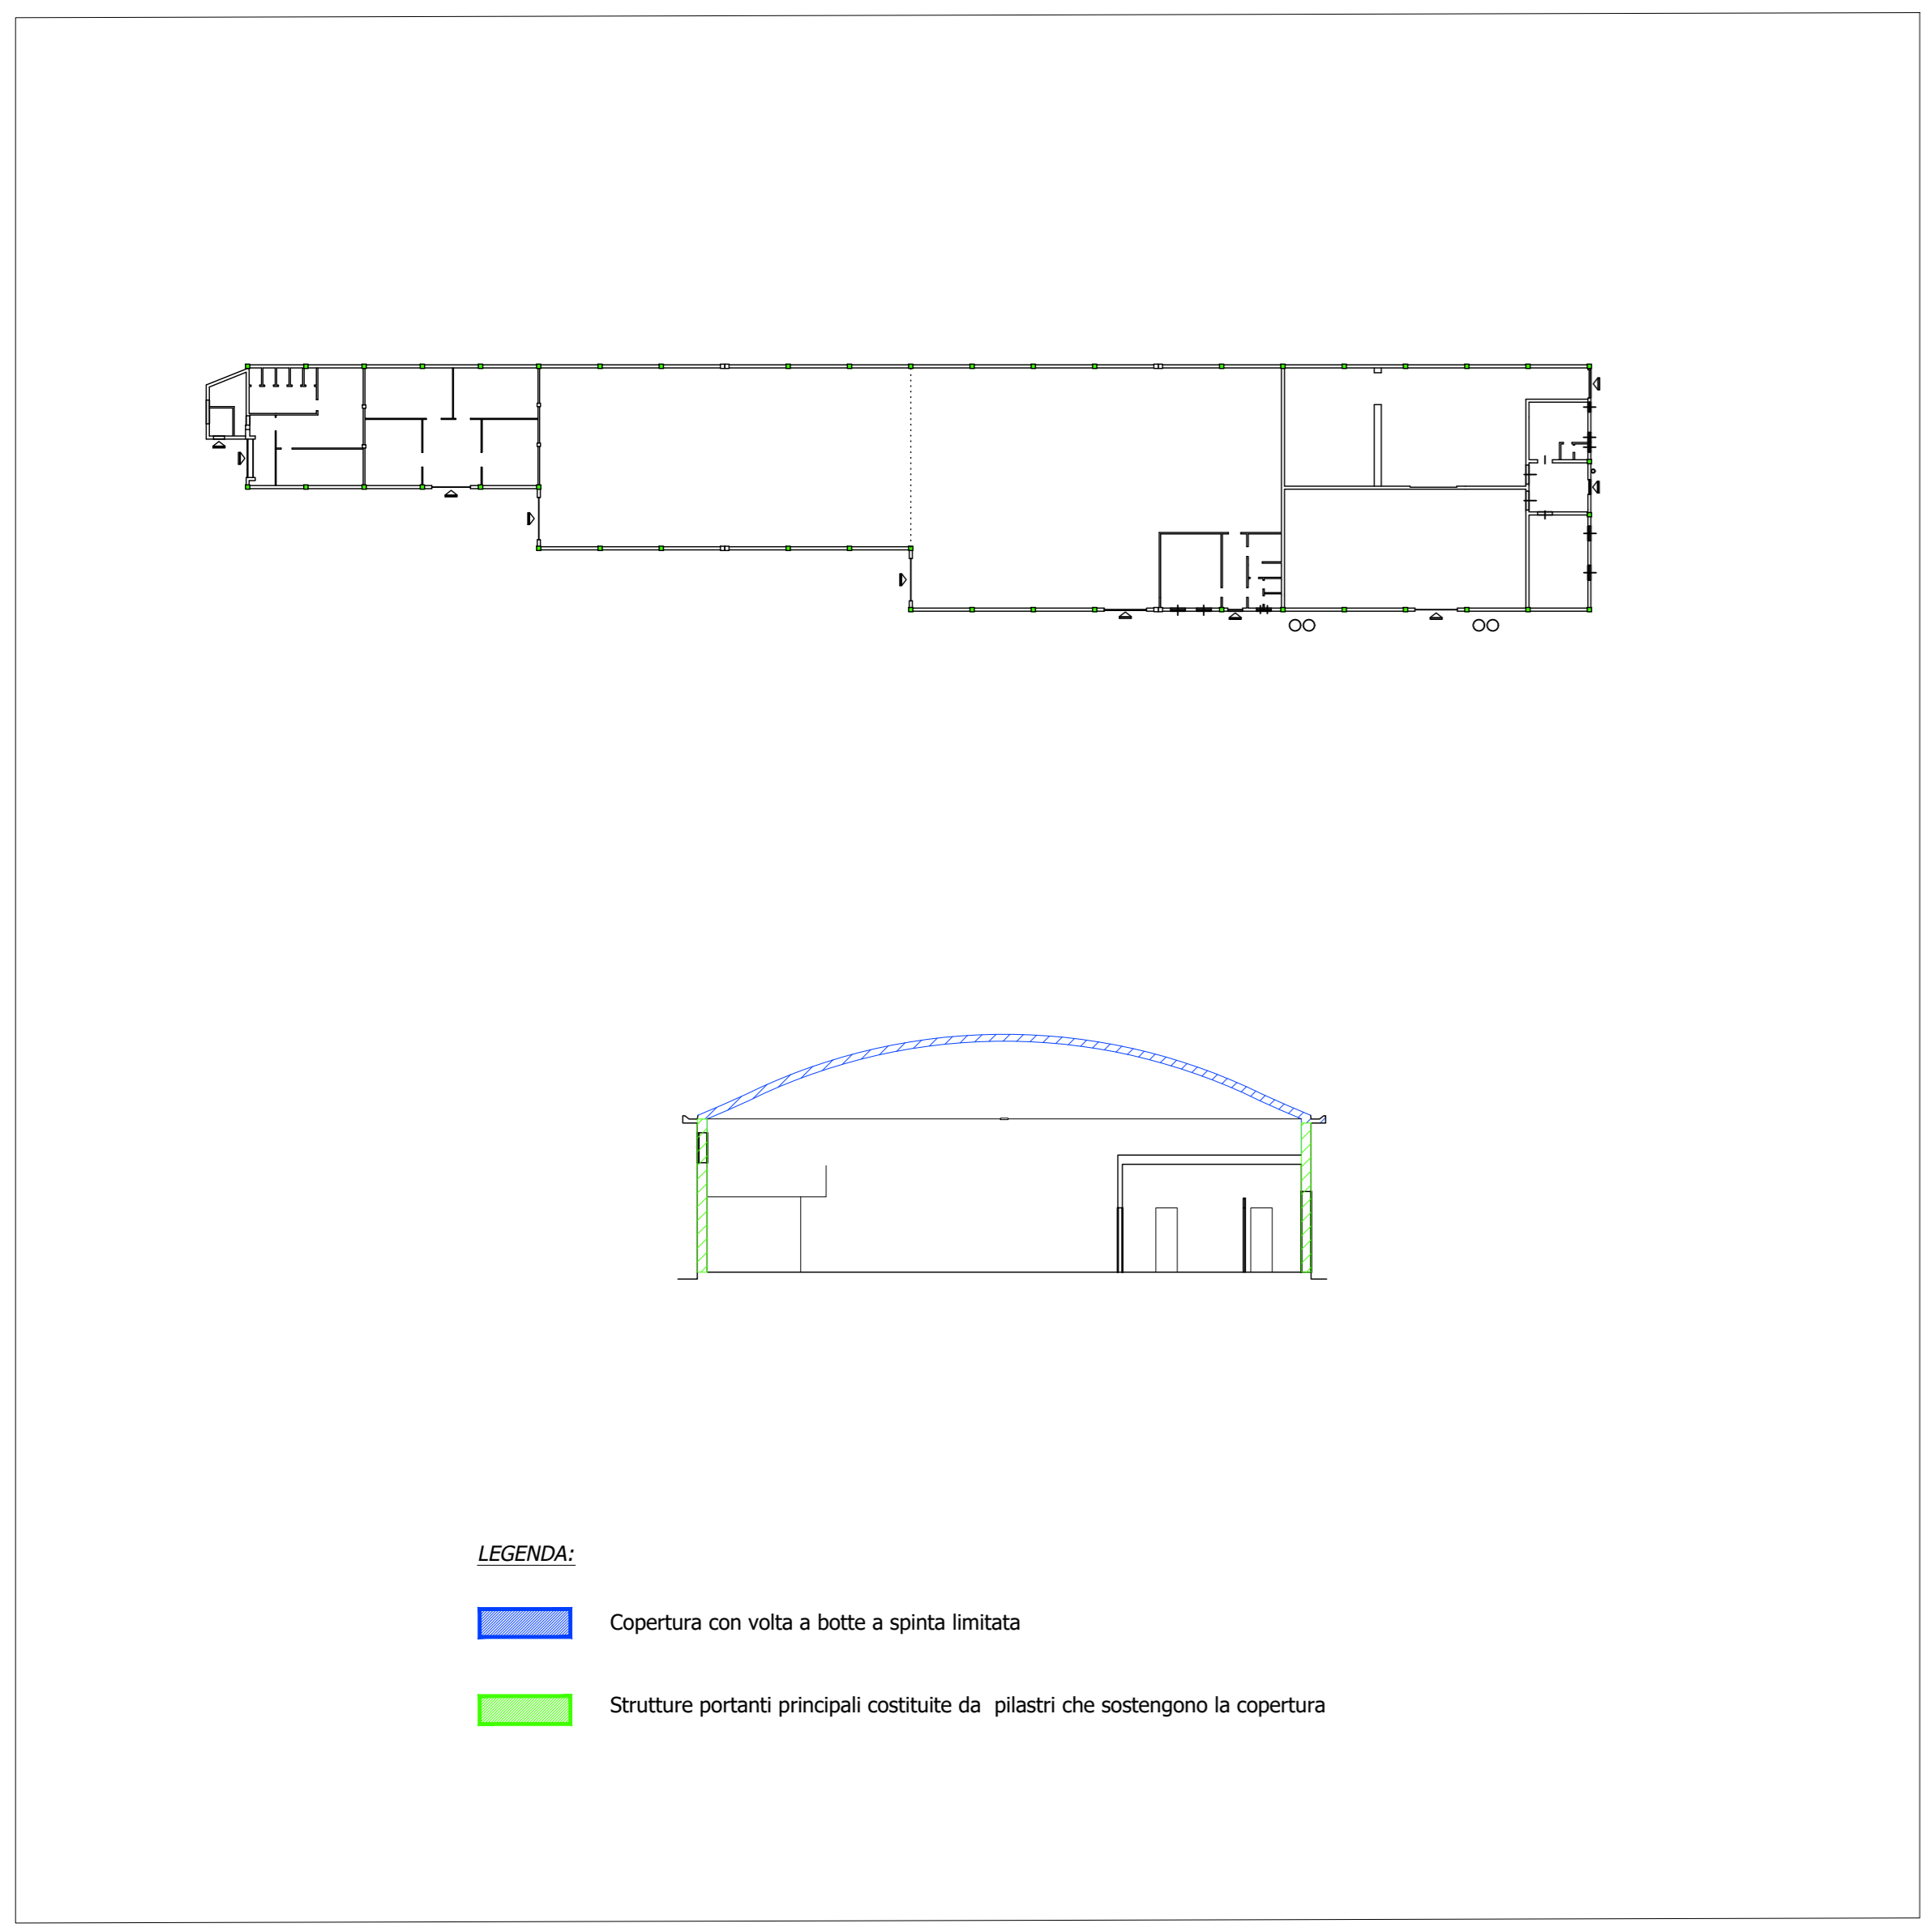 LEGENDA:
Copertura con volta a botte a spinta limitata
Strutture portanti principali costituite da  pilastri che sostengono la copertura